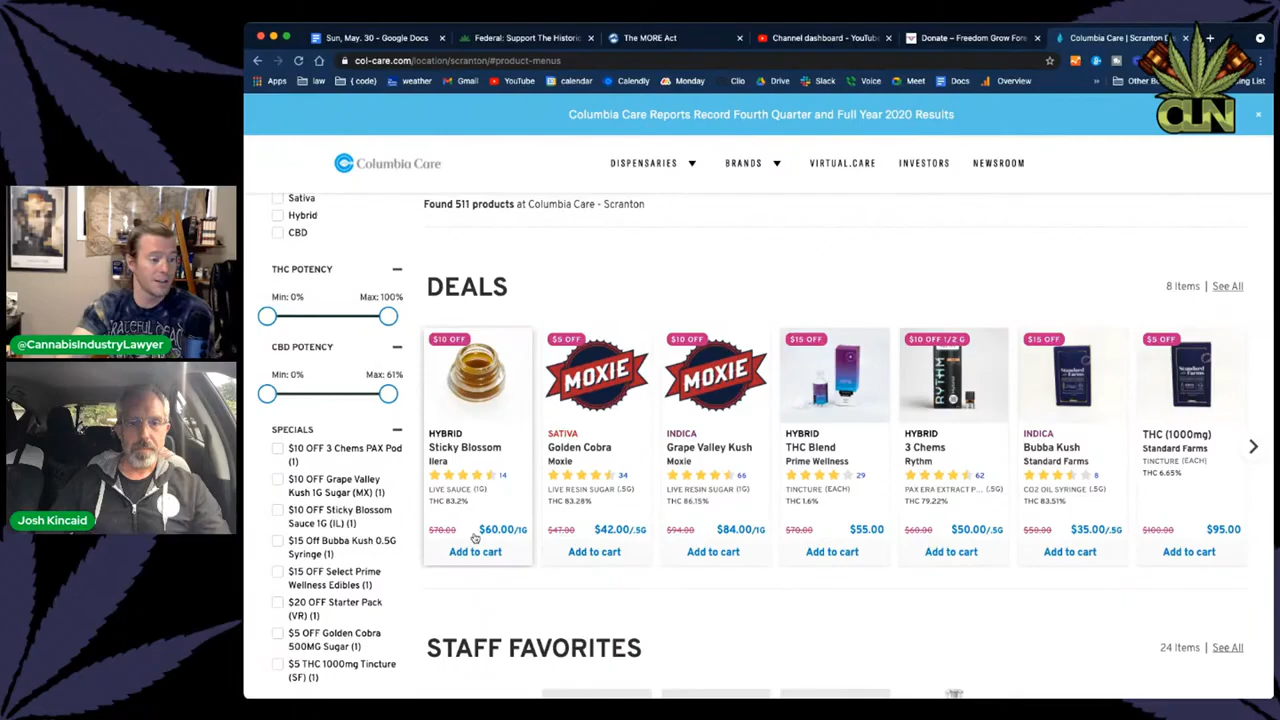 Sun, May. 30 - Google Docs
Federal: Support The Historic
The MORE Act
Channel dashboard - YouTube
Donate – Freedom Grow Fore
Columbia Care | Scranton D
col-care.com/location/scranton/#product-menus
Apps
law
{ code }
weather
Gmail
YouTube
calendar
Calendly
Monday
Clio
Drive
Slack
Voice
Meet
Docs
Overview
Other Bo
ing List
CLN
Columbia Care Reports Record Fourth Quarter and Full Year 2020 Results
Columbia Care
DISPENSARIES
BRANDS
VIRTUAL.CARE
INVESTORS
NEWSROOM
Sativa
Hybrid
CBD
THC POTENCY
Min: 0% Max: 100%
CBD POTENCY
Min: 0% Max: 61%
SPECIALS
$10 OFF 3 Chems PAX Pod
(1)
$10 OFF Grape Valley
Kush 1G Sugar (MX) (1)
$10 OFF Sticky Blossom
Sauce 1G (IL) (1)
$15 Off Bubba Kush 0.5G
Syringe (1)
$15 OFF Select Prime
Wellness Edibles (1)
$20 OFF Starter Pack
(VR) (1)
$5 OFF Golden Cobra
500MG Sugar (1)
$5 THC 1000mg Tincture
(SF) (1)
Found 511 products at Columbia Care - Scranton
DEALS
8 Items | See All
$10 OFF
HYBRID
Sticky Blossom
Ilera
14
LIVE SAUCE (1G)
THC 83.2%
$70.00 $60.00/1G
Add to cart
$5 OFF
MOXIE
SATIVA
Golden Cobra
Moxie
34
LIVE RESIN SUGAR (.5G)
THC 83.28%
$47.00 $42.00/.5G
Add to cart
$10 OFF
MOXIE
INDICA
Grape Valley Kush
Moxie
66
LIVE RESIN SUGAR (1G)
THC 86.15%
$94.00 $84.00/1G
Add to cart
$15 OFF
HYBRID
THC Blend
Prime Wellness
29
TINCTURE (EACH)
THC 1.6%
$70.00 $55.00
Add to cart
$10 OFF 1/2 G
RYTHM
HYBRID
3 Chems
Rythm
62
PAX ERA EXTRACT P... (.5G)
THC 79.22%
$60.00 $50.00/.5G
Add to cart
$15 OFF
Standard
Farms
INDICA
Bubba Kush
Standard Farms
8
CO2 OIL SYRINGE (.5G)
THC 83.51%
$50.00 $35.00/.5G
Add to cart
$5 OFF
Standard
Farms
THC (1000mg)
Standard Farms
TINCTURE (EACH)
THC 6.65%
$100.00 $95.00
Add to cart
STAFF FAVORITES
24 Items | See All
GRATEFUL DEAD
@CannabisIndustryLawyer
Josh Kincaid